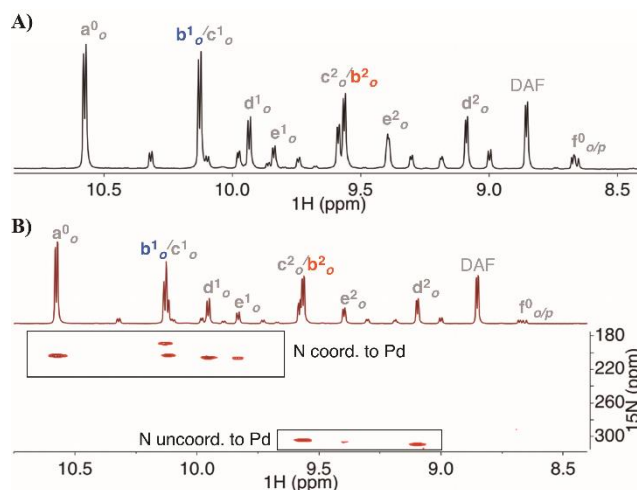 A)
a⁰ₒ
b¹ₒ/c¹ₒ
d¹ₒ
e¹ₒ
c²ₒ/b²ₒ
e²ₒ
d²ₒ
DAF
f⁰o/p
10.5 10.0 9.5 9.0 8.5
1H (ppm)
B)
a⁰ₒ
b¹ₒ/c¹ₒ
d¹ₒ
e¹ₒ
c²ₒ/b²ₒ
e²ₒ
d²ₒ
DAF
f⁰o/p
N coord. to Pd
N uncoord. to Pd
180
220
260
300
15N (ppm)
10.5 10.0 9.5 9.0 8.5
1H (ppm)